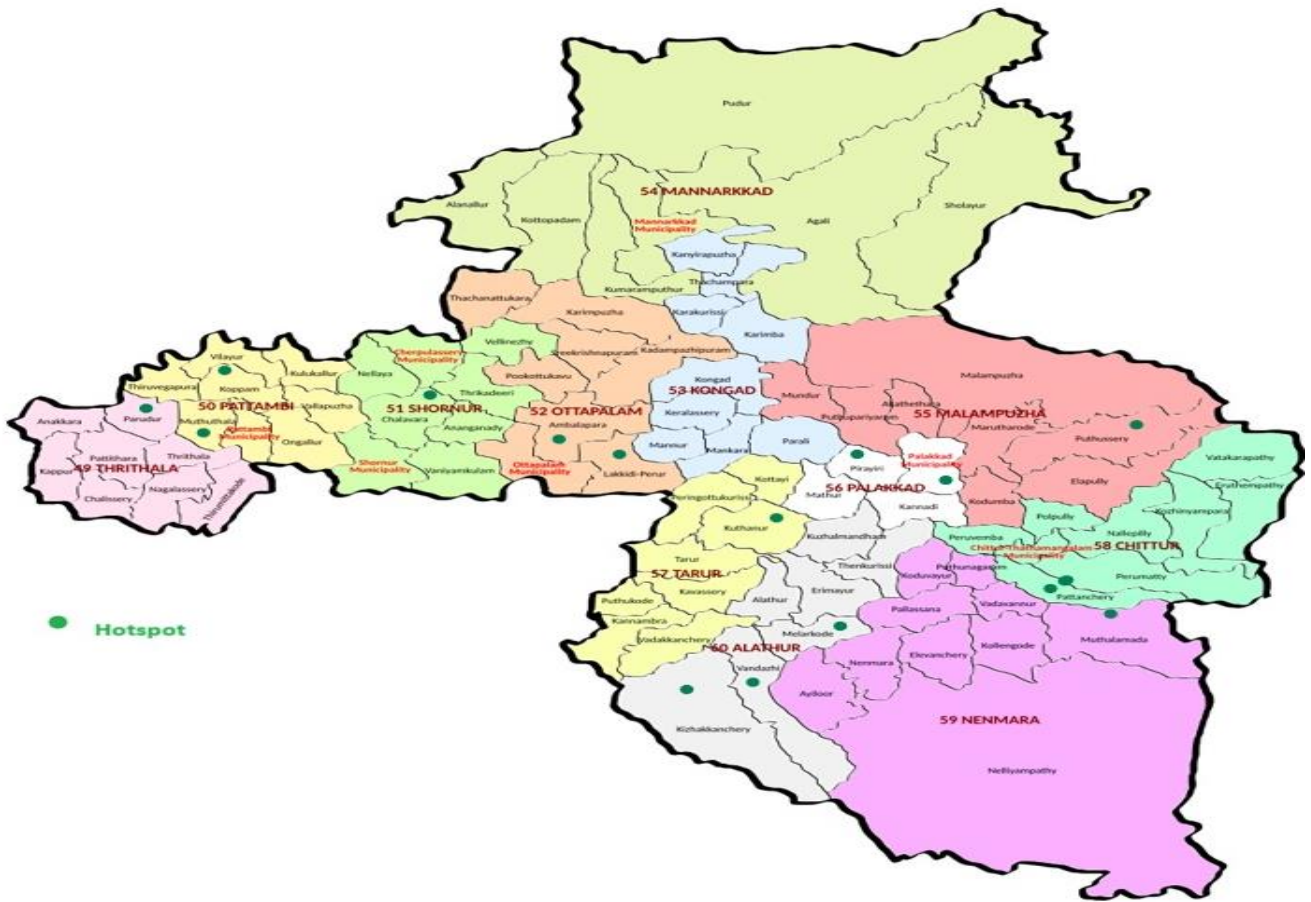 Pudur
54 MANNARKKAD
Alanallur
Kottopadam
Mannarkkad
Municipality
Agali
Sholayur
Kanyirapuzha
Thachampara
Kumaramputhur
Thachanattukara
Karimpuzha
Karakurissi
Karimba
Vellinezhy
Cherpulassery
Municipality
Sreekrishnapuram
Kadampazhipuram
Vilayur
Kulukallur
Nellaya
Thiruvegapura
Koppam
Pookottukavu
Kongad
53 KONGAD
Malampuzha
Thrikadeeri
Mundur
Akathethara
50 PATTAMBI
Vallapuzha
51 SHORNUR
52 OTTAPALAM
Puthupariyaram
55 MALAMPUZHA
Anakkara
Parudur
Muthuthala
Pattambi
Municipality
Chalavara
Ananganady
Ambalapara
Keralassery
Marutharode
Puthussery
Ongallur
Mannur
Mankara
Parali
Pattithara
Thrithala
49 THRITHALA
Kappur
Shornur
Municipality
Vaniyamkulam
Ottapalam
Municipality
Lakkidi-Perur
Pirayiri
Palakkad
Municipality
Vatakarapathy
Elapully
Eruthempathy
Chalissery
Nagalassery
Thirumittakode
Kottayi
Peringottukurissi
56 PALAKKAD
Mathur
Kannadi
Kodumba
Kozhinyampara
Polpully
Nallepilly
Kuthanur
Kuzhalmandham
Peruvemba
58 CHITTUR
Chittur-Thathamangalam
Municipality
Tarur
57 TARUR
Thenkurissi
Koduvayur
Puthunagaram
Perumatty
Kavassery
Alathur
Erimayur
Pattanchery
Puthukode
Pallassana
Vadavannur
Kannambra
Vadakkanchery
Melarkode
60 ALATHUR
Muthalamada
Kollengode
Elevanchery
Nenmara
Vandazhi
Ayiloor
59 NENMARA
Kizhakkanchery
Nelliyampathy
Hotspot